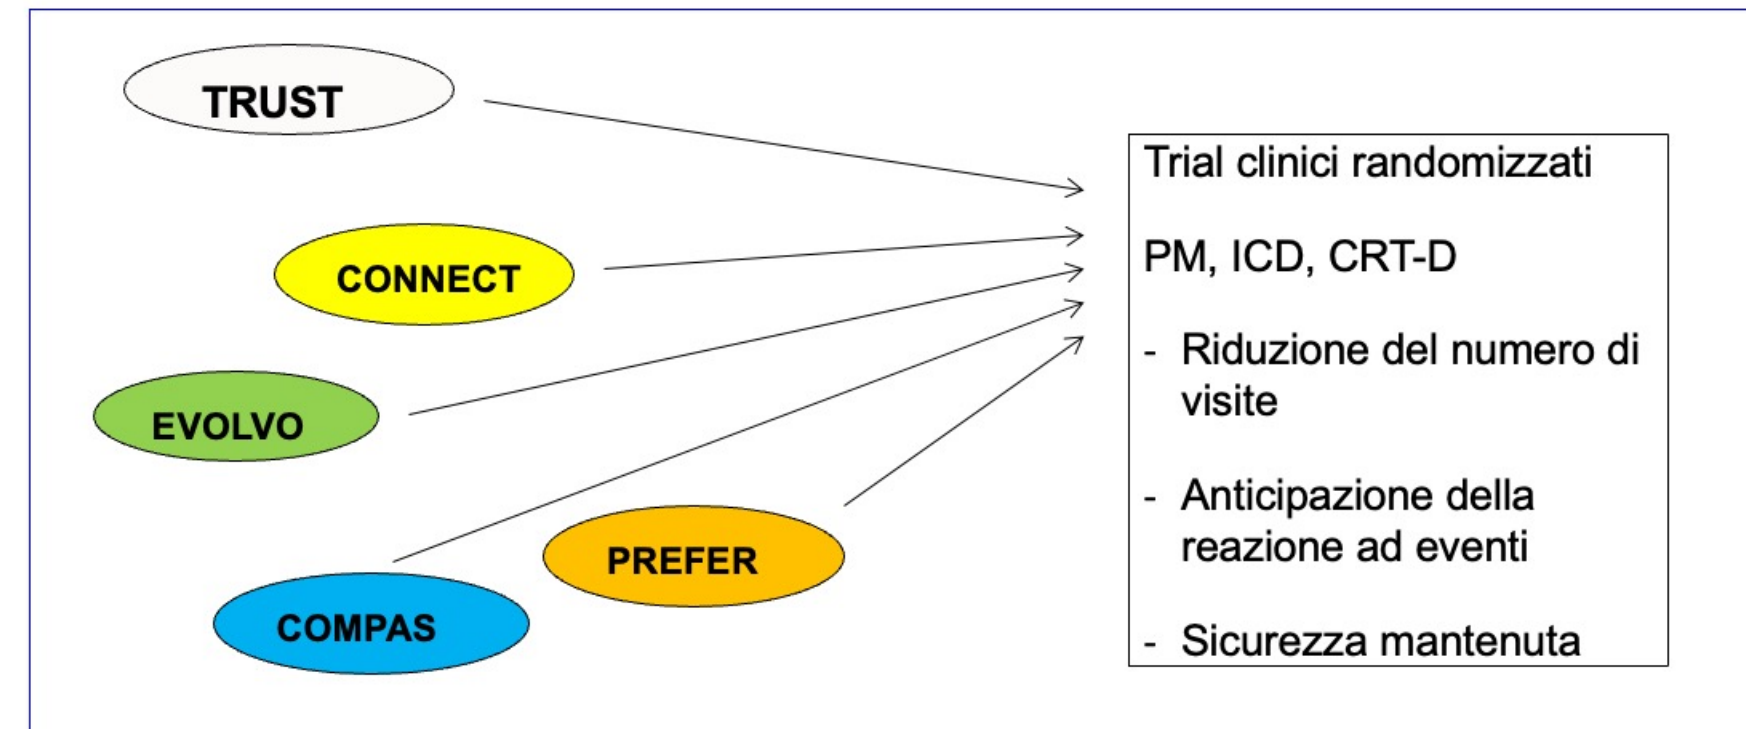 TRUST
CONNECT
EVOLVO
COMPAS
PREFER
Trial clinici randomizzati
PM, ICD, CRT-D
- Riduzione del numero di
visite
- Anticipazione della
reazione ad eventi
- Sicurezza mantenuta